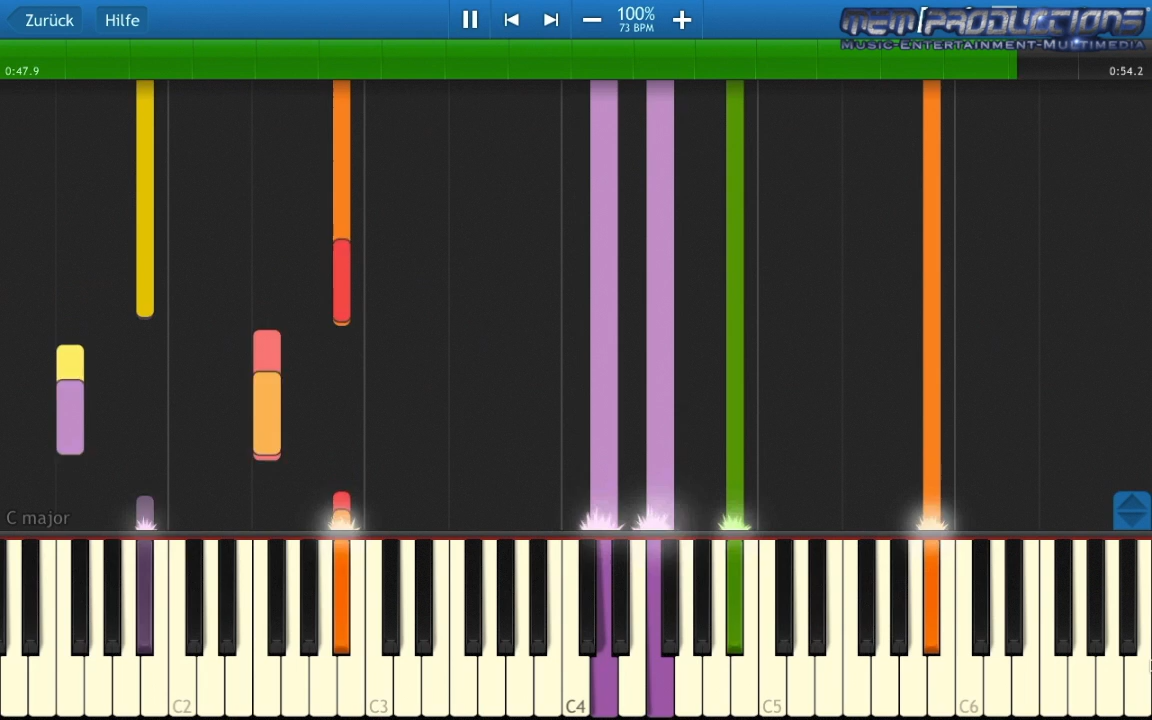 Zurück
Hilfe
100%
73 BPM
MEM PRODUCTIONS
MUSIC-ENTERTAINMENT-MULTIMEDIA
0:47.9
0:54.2
C major
C2
C3
C4
C5
C6